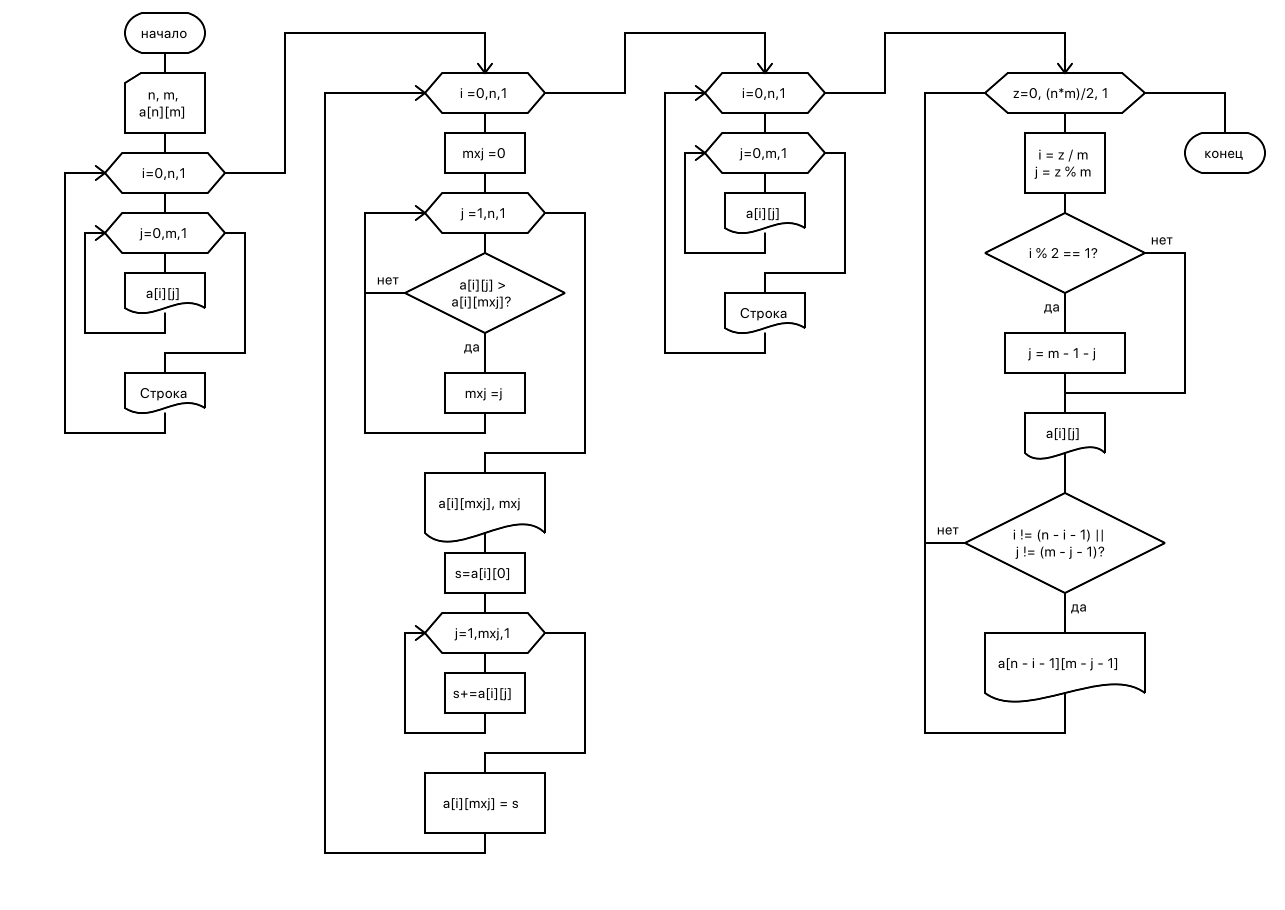 начало
n, m,
a[n][m]
i=0,n,1
j=0,m,1
a[i][j]
Строка
i =0,n,1
mxj =0
j =1,n,1
a[i][j] >
a[i][mxj]?
нет
да
mxj =j
a[i][mxj], mxj
s=a[i][0]
j=1,mxj,1
s+=a[i][j]
a[i][mxj] = s
i=0,n,1
j=0,m,1
a[i][j]
Строка
z=0, (n*m)/2, 1
конец
i = z / m
j = z % m
i % 2 == 1?
нет
да
j = m - 1 - j
a[i][j]
i != (n - i - 1) ||
j != (m - j - 1)?
нет
да
a[n - i - 1][m - j - 1]